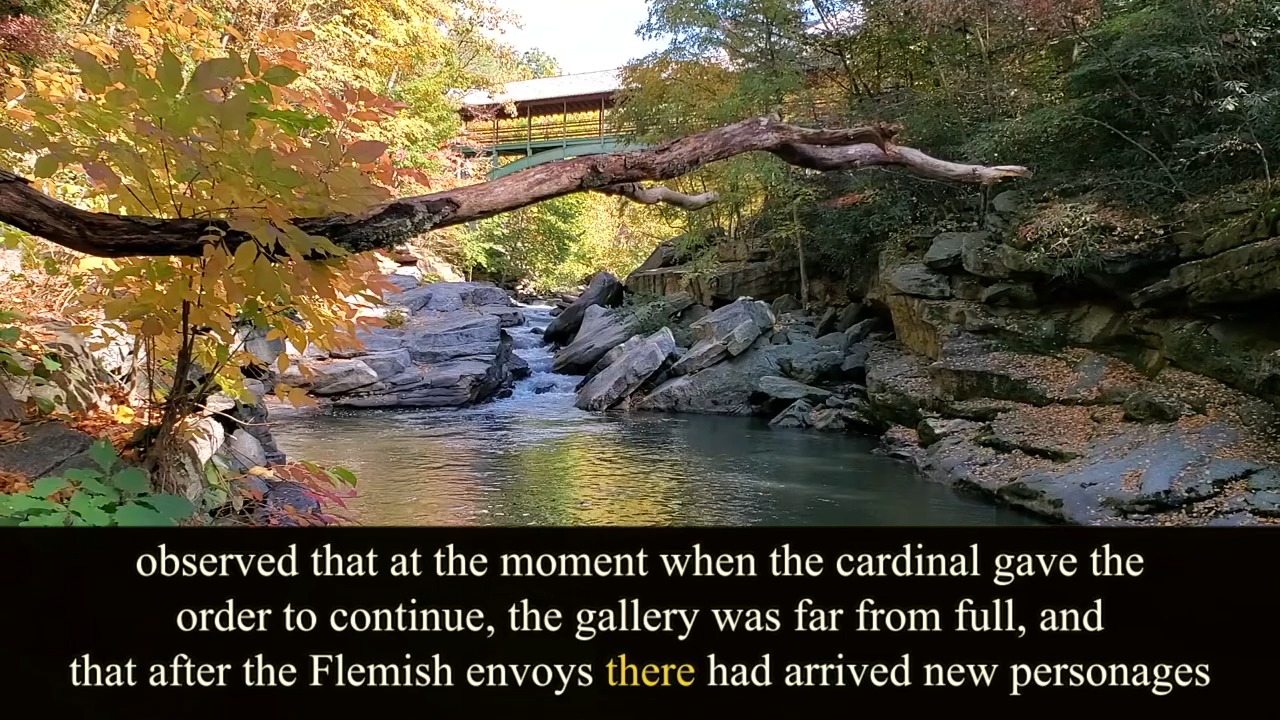 observed that at the moment when the cardinal gave the
order to continue, the gallery was far from full, and
that after the Flemish envoys there had arrived new personages